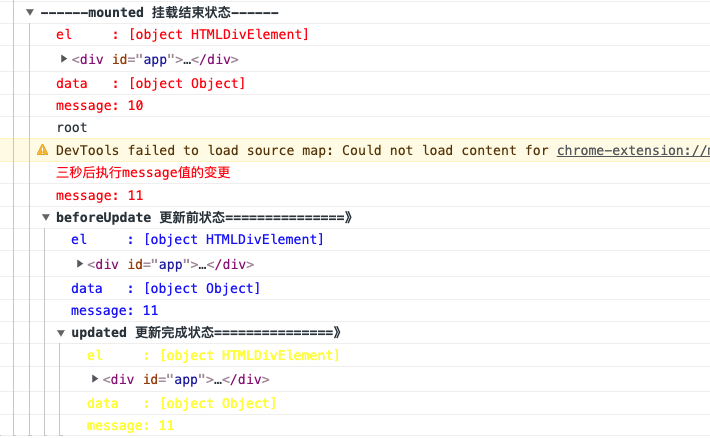 ------mounted 挂载结束状态------
el     : [object HTMLDivElement]
<div id="app">…</div>
data   : [object Object]
message: 10
root
DevTools failed to load source map: Could not load content for chrome-extension://
三秒后执行message值的变更
message: 11
beforeUpdate 更新前状态===============》
el     : [object HTMLDivElement]
<div id="app">…</div>
data   : [object Object]
message: 11
updated 更新完成状态===============》
el     : [object HTMLDivElement]
<div id="app">…</div>
data   : [object Object]
message: 11